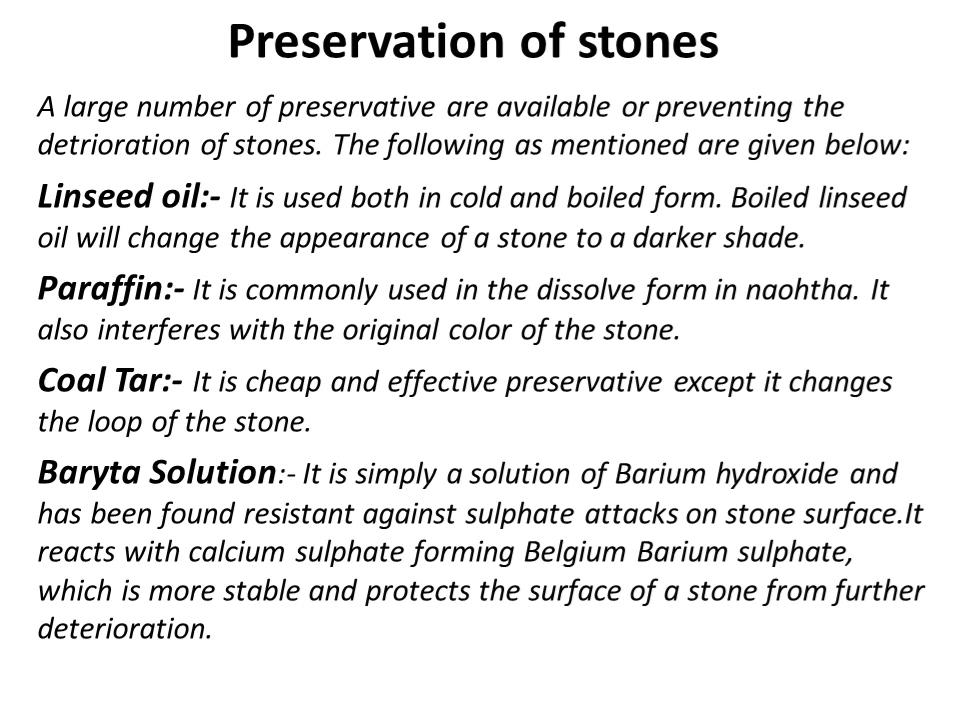 Preservation of stones
A large number of preservative are available or preventing the
detrioration of stones. The following as mentioned are given below:
Linseed oil:- It is used both in cold and boiled form. Boiled linseed
oil will change the appearance of a stone to a darker shade.
Paraffin:- It is commonly used in the dissolve form in naohtha. It
also interferes with the original color of the stone.
Coal Tar:- It is cheap and effective preservative except it changes
the loop of the stone.
Baryta Solution:- It is simply a solution of Barium hydroxide and
has been found resistant against sulphate attacks on stone surface.It
reacts with calcium sulphate forming Belgium Barium sulphate,
which is more stable and protects the surface of a stone from further
deterioration.